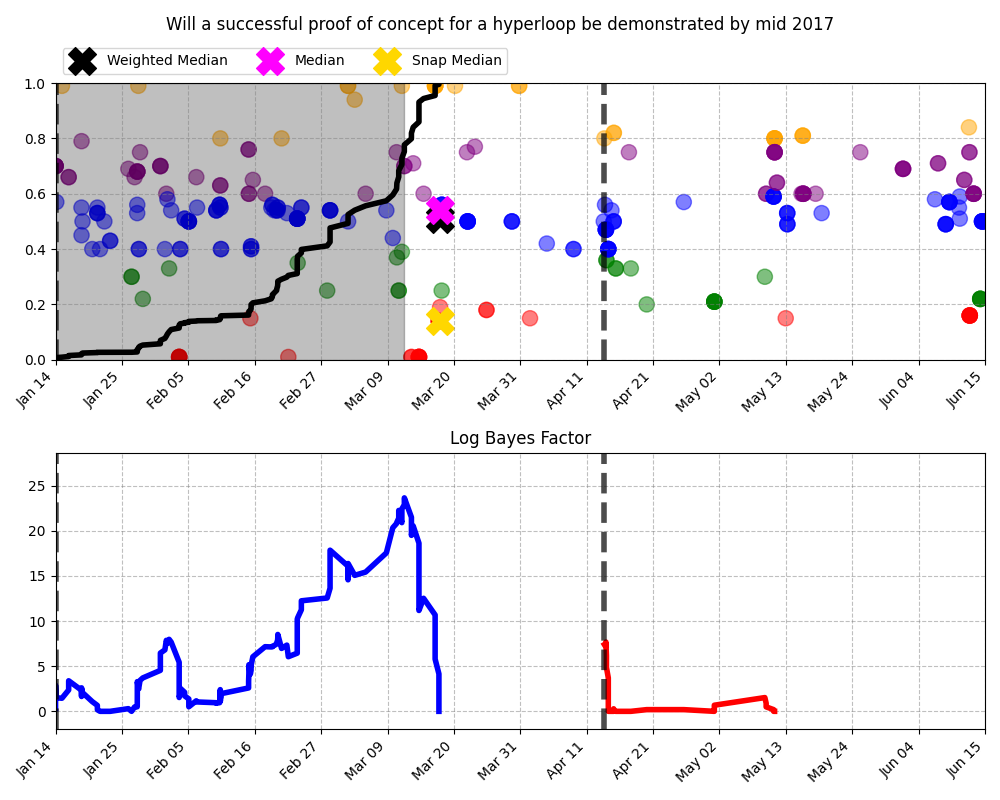 Will a successful proof of concept for a hyperloop be demonstrated by mid 2017
Weighted Median Median Snap Median
1.0
0.8
0.6
0.4
0.2
0.0
Jan 14 Jan 25 Feb 05 Feb 16 Feb 27 Mar 09 Mar 20 Mar 31 Apr 11 Apr 21 May 02 May 13 May 24 Jun 04 Jun 15
Log Bayes Factor
25
20
15
10
5
0
Jan 14 Jan 25 Feb 05 Feb 16 Feb 27 Mar 09 Mar 20 Mar 31 Apr 11 Apr 21 May 02 May 13 May 24 Jun 04 Jun 15